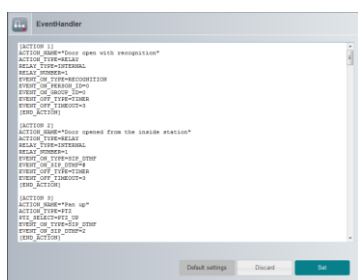 EventHandler
[ACTION 1]
ACTION_NAME="Door open with recognition"
ACTION_TYPE=RELAY
RELAY_TYPE=INTERNAL
RELAY_NUMBER=1
EVENT_ON_TYPE=RECOGNITION
EVENT_ON_PERSON_ID=0
EVENT_ON_GROUP_ID=0
EVENT_OFF_TYPE=TIMER
EVENT_OFF_TIMEOUT=3
[END_ACTION]
[ACTION 2]
ACTION_NAME="Door opened from the inside station"
ACTION_TYPE=RELAY
RELAY_TYPE=INTERNAL
RELAY_NUMBER=1
EVENT_ON_TYPE=SIP_DTMF
EVENT_ON_SIP_DTMF=#
EVENT_OFF_TYPE=TIMER
EVENT_OFF_TIMEOUT=3
[END_ACTION]
[ACTION 3]
ACTION_NAME="Pan up"
ACTION_TYPE=PTZ
PTZ_SELECT=PTZ_UP
EVENT_ON_TYPE=SIP_DTMF
EVENT_ON_SIP_DTMF=2
[END_ACTION]
Default settings Discard Set